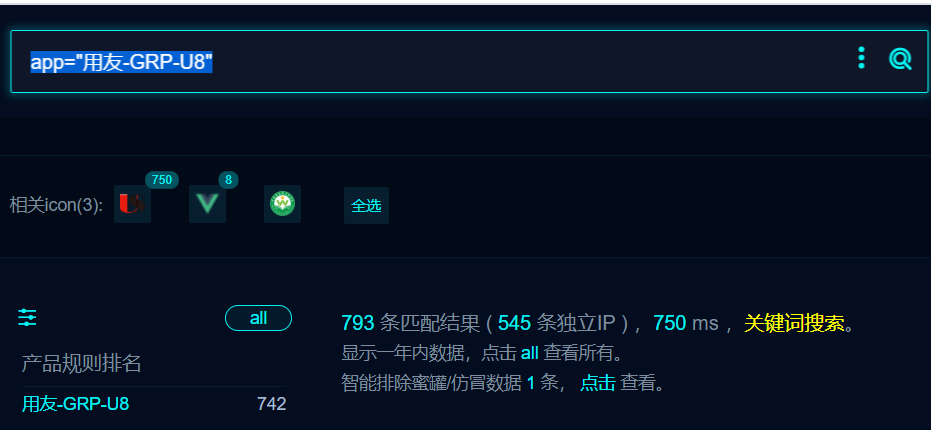 app="用友-GRP-U8"
750
8
相关icon(3):
全选
all
793 条匹配结果 ( 545 条独立IP ) ，750 ms ，关键词搜索。
显示一年内数据，点击 all 查看所有。
智能排除蜜罐/仿冒数据 1 条， 点击 查看。
产品规则排名
用友-GRP-U8 742